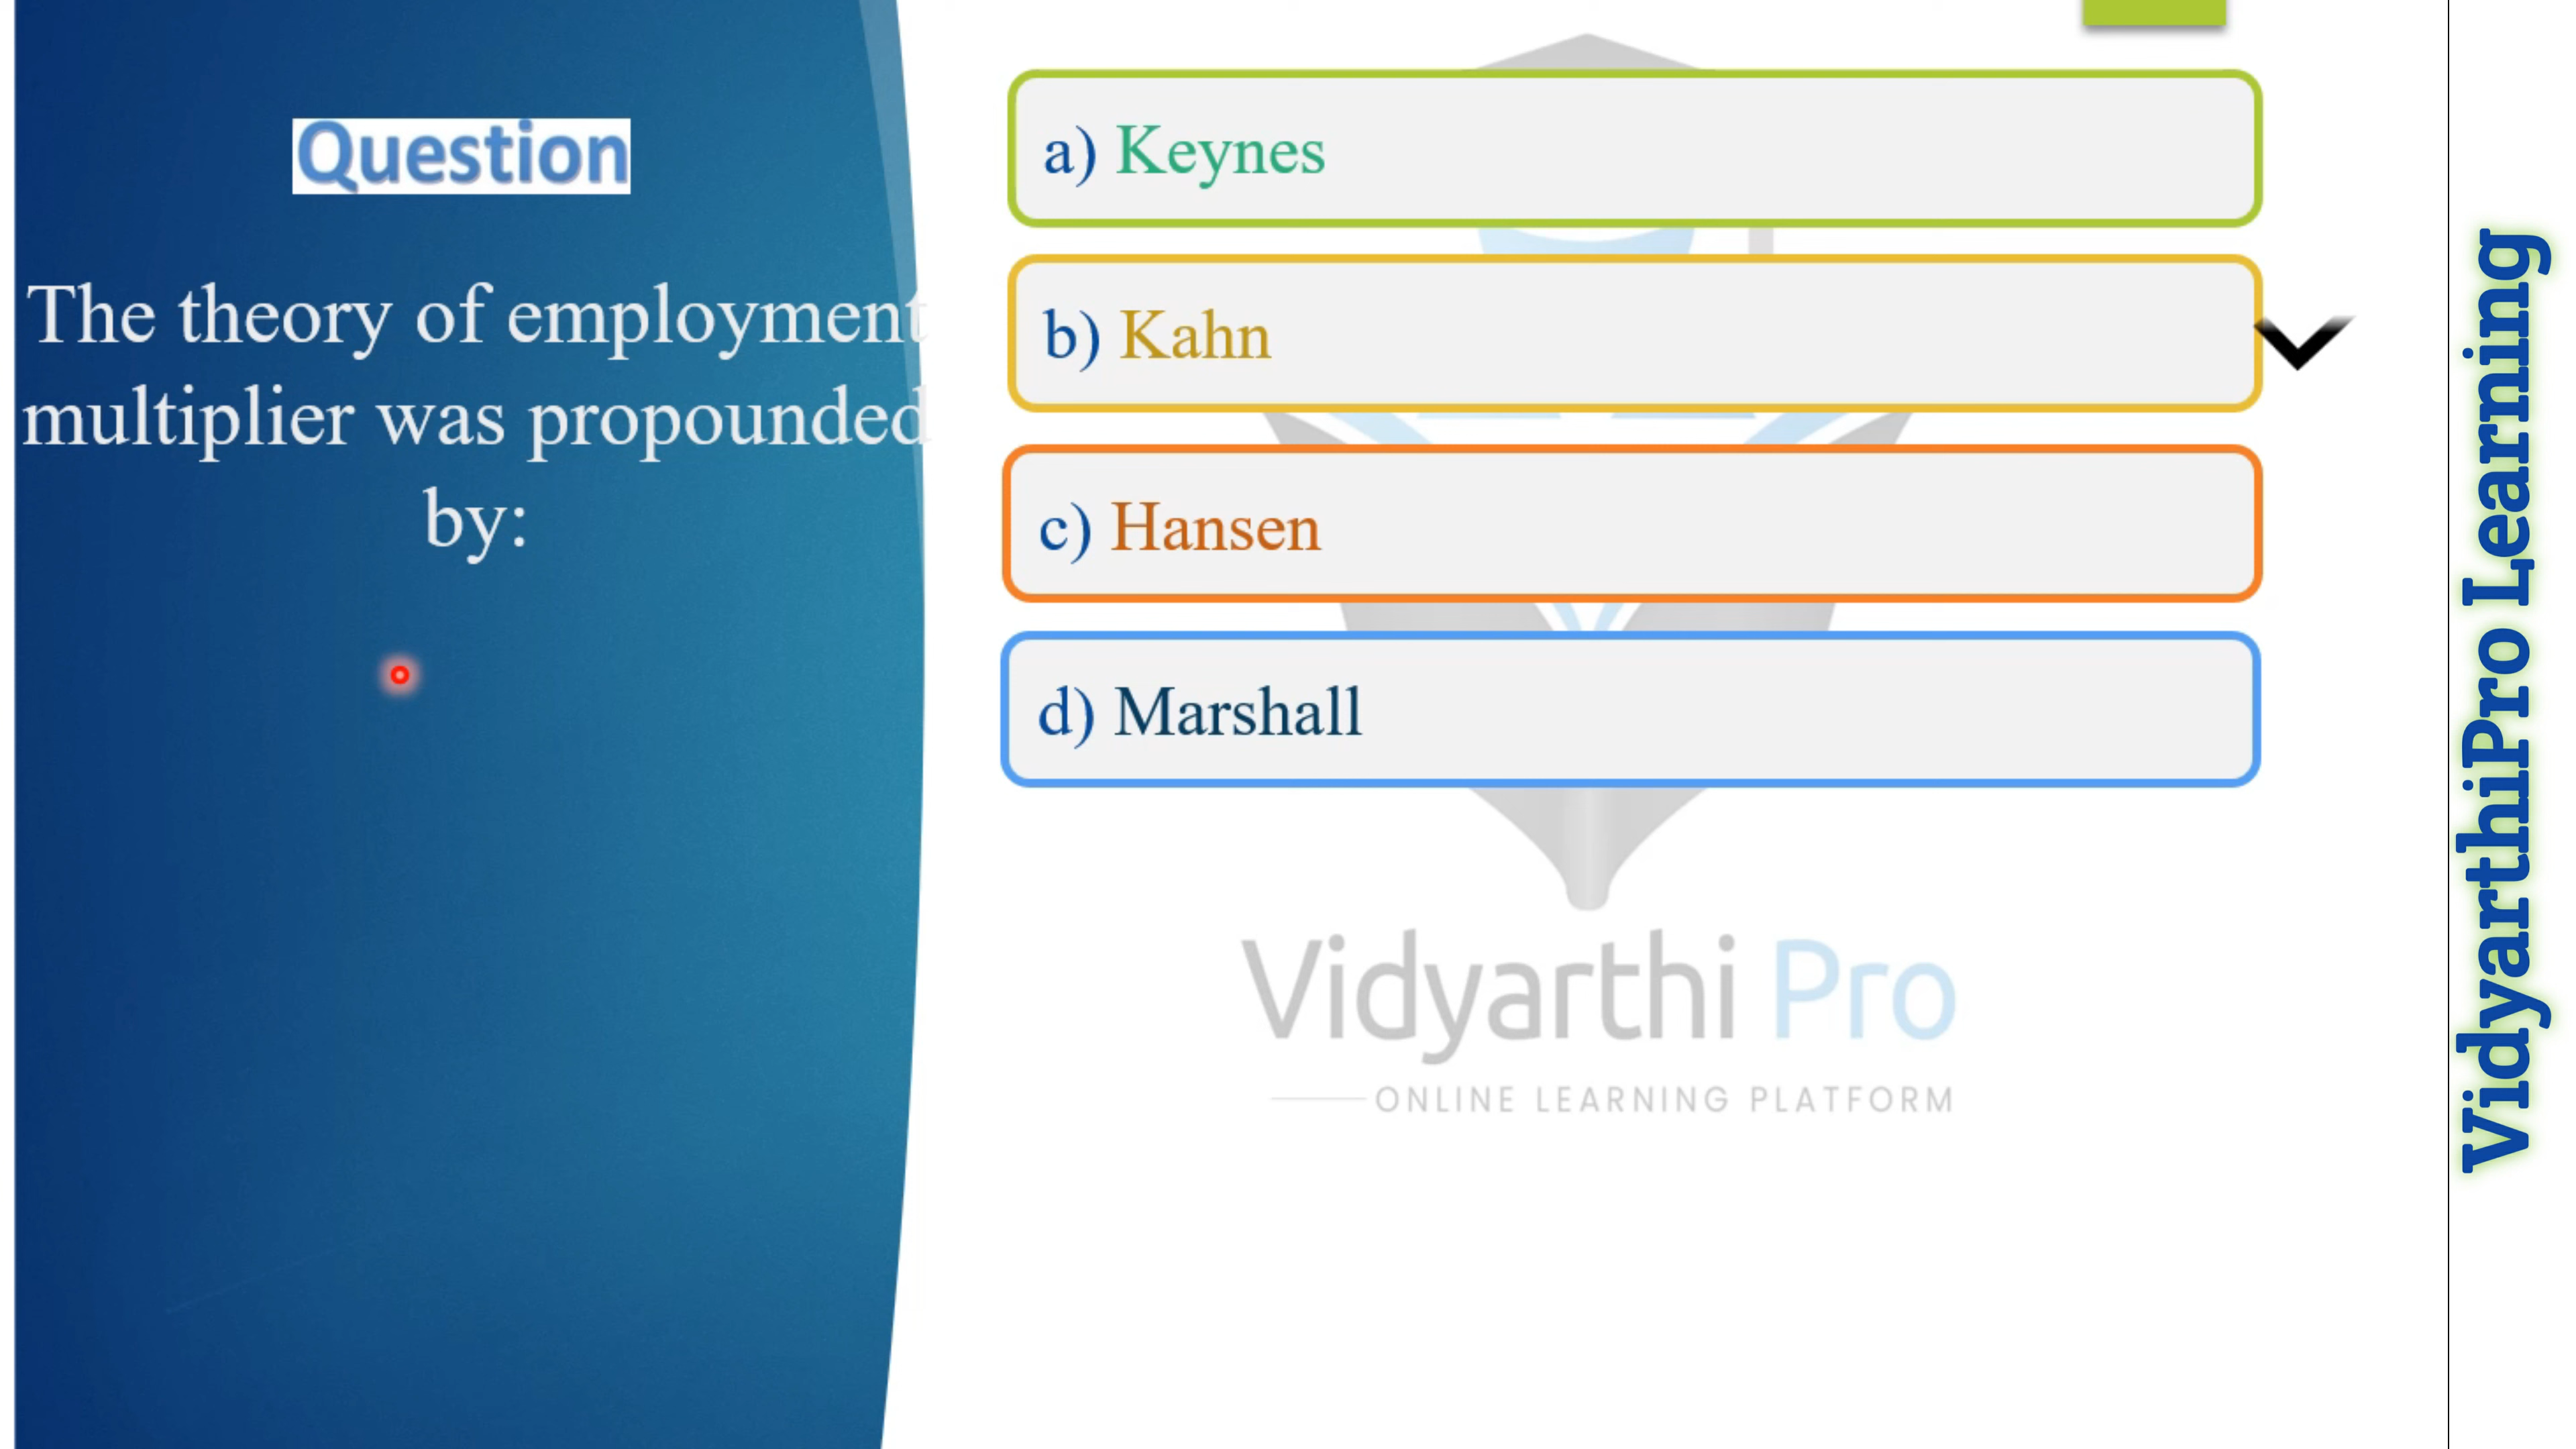 Question
The theory of employment
multiplier was propounded
by:
a) Keynes
b) Kahn
c) Hansen
d) Marshall
Vidyarthi Pro
ONLINE LEARNING PLATFORM
VidyarthiPro Learning